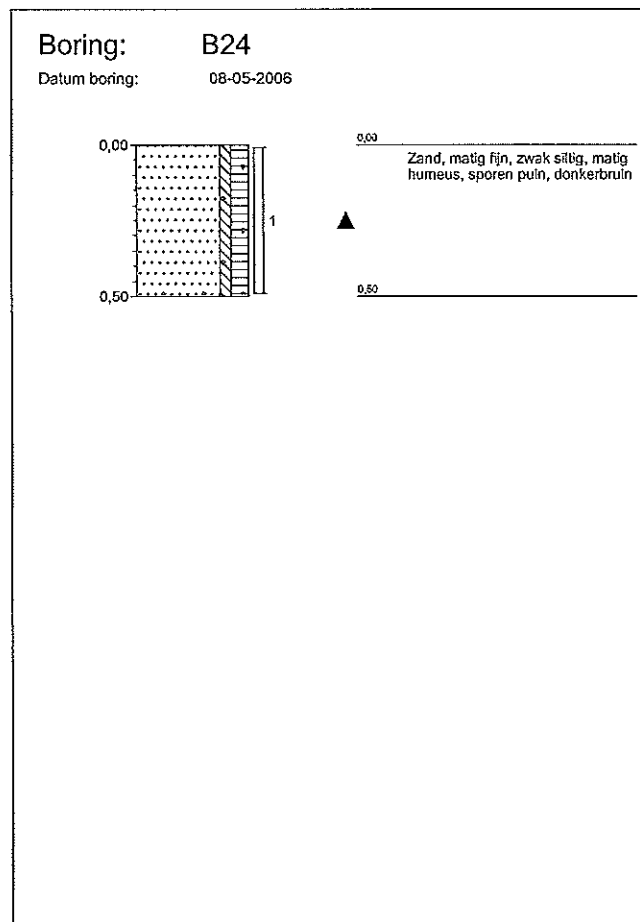 Boring: B24
Datum boring: 08-05-2006
0,00
0,00
Zand, matig fijn, zwak siltig, matig
humeus, sporen puin, donkerbruin
1
0,50
0,50